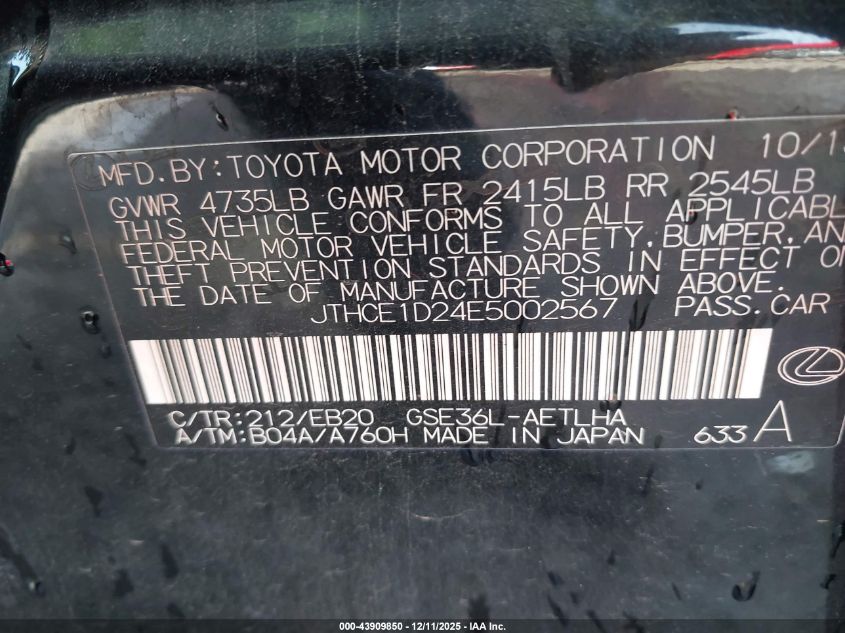 MFD. BY: TOYOTA MOTOR CORPORATION 10/1
GVWR 4735LB GAWR FR 2415LB RR 2545LB
THIS VEHICLE CONFORMS TO ALL APPLICABL
FEDERAL MOTOR VEHICLE SAFETY, BUMPER, AN
THEFT PREVENTION STANDARDS IN EFFECT O
THE DATE OF MANUFACTURE SHOWN ABOVE.
JTHCE1D24E5002567 PASS. CAR
C/TR: 212/EB20 GSE36L-AETLHA
A/TM: B04A/A760H MADE IN JAPAN 633 A
000-43909850 - 12/11/2025 - IAA Inc.